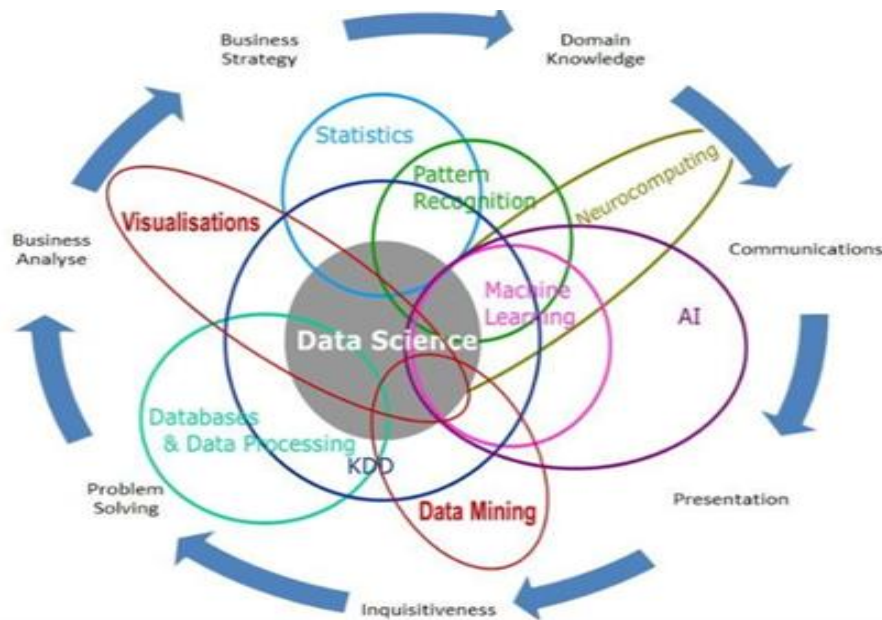 Business
Strategy
Domain
Knowledge
Statistics
Pattern
Recognition
Neurocomputing
Visualisations
Business
Analyse
Communications
Machine
Learning
AI
Data Science
Databases
& Data Processing
KDD
Problem
Solving
Data Mining
Presentation
Inquisitiveness